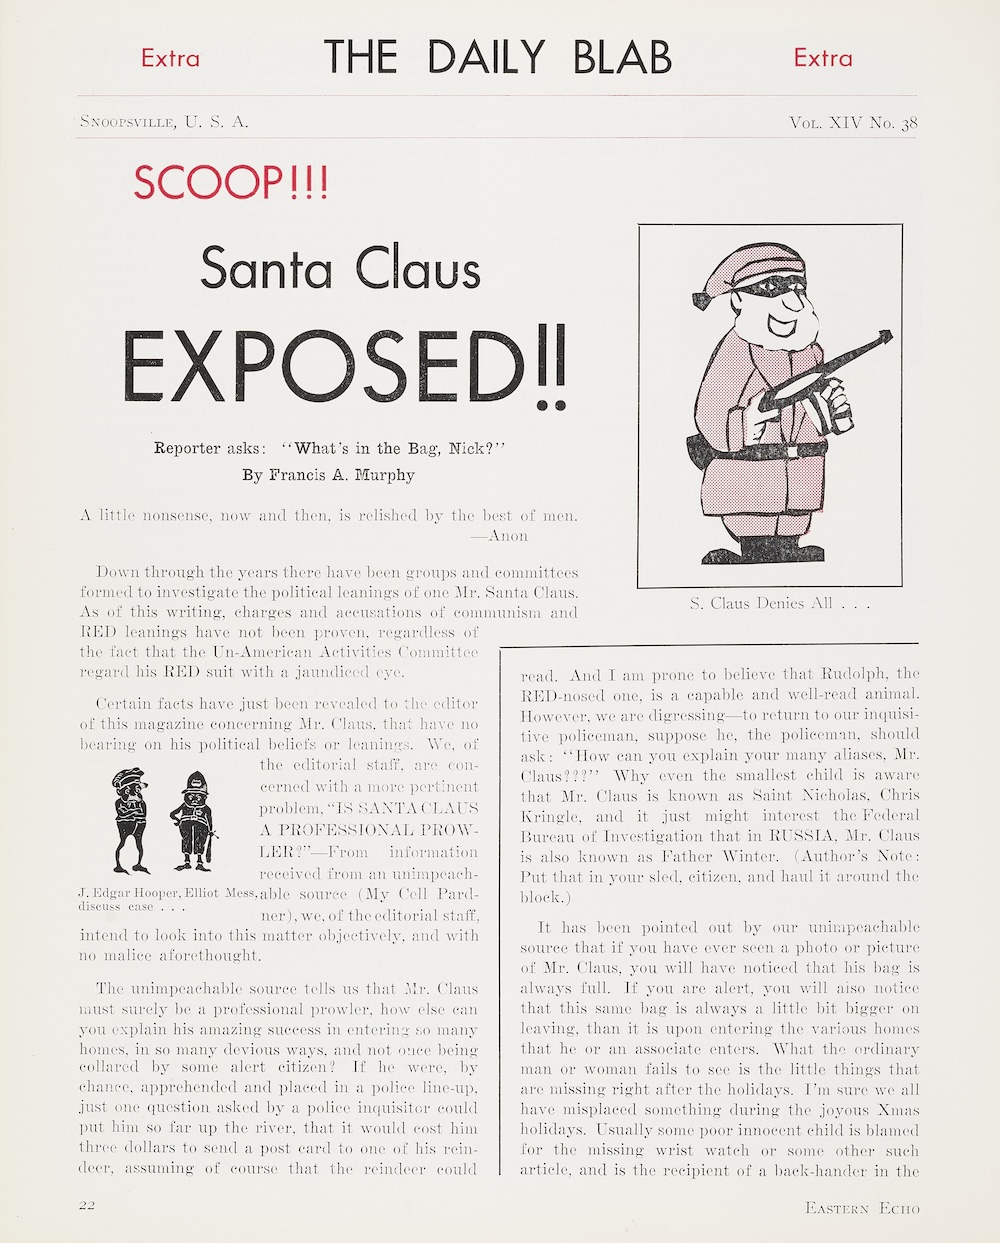 Extra THE DAILY BLAB Extra
Snoopsville, U. S. A. Vol. XIV No. 38
SCOOP!!!
Santa Claus
EXPOSED!!
Reporter asks: "What's in the Bag, Nick?"
By Francis A. Murphy
A little nonsense, now and then, is relished by the best of men.
—Anon
S. Claus Denies All . . .
Down through the years there have been groups and committees
formed to investigate the political leanings of one Mr. Santa Claus.
As of this writing, charges and accusations of communism and
RED leanings have not been proven, regardless of
the fact that the Un-American Activities Committee
regard his RED suit with a jaundiced eye.
Certain facts have just been revealed to the editor
of this magazine concerning Mr. Claus, that have no
bearing on his political beliefs or leanings. We, of
the editorial staff, are con-
cerned with a more pertinent
problem, "IS SANTA CLAUS
A PROFESSIONAL PROW-
LER?"—From information
received from an unimpeach-
able source (My Cell Pard-
ner), we, of the editorial staff,
intend to look into this matter objectively, and with
no malice aforethought.
J. Edgar Hooper, Elliot Mess,
discuss case . . .
The unimpeachable source tells us that Mr. Claus
must surely be a professional prowler, how else can
you explain his amazing success in entering so many
homes, in so many devious ways, and not once being
collared by some alert citizen? If he were, by
chance, apprehended and placed in a police line-up,
just one question asked by a police inquisitor could
put him so far up the river, that it would cost him
three dollars to send a post card to one of his rein-
deer, assuming of course that the reindeer could
read. And I am prone to believe that Rudolph, the
RED-nosed one, is a capable and well-read animal.
However, we are digressing—to return to our inquisi-
tive policeman, suppose he, the policeman, should
ask: "How can you explain your many aliases, Mr.
Claus???" Why even the smallest child is aware
that Mr. Claus is known as Saint Nicholas, Chris
Kringle, and it just might interest the Federal
Bureau of Investigation that in RUSSIA, Mr. Claus
is also known as Father Winter. (Author's Note:
Put that in your sled, citizen, and haul it around the
block.)
It has been pointed out by our unimpeachable
source that if you have ever seen a photo or picture
of Mr. Claus, you will have noticed that his bag is
always full. If you are alert, you will also notice
that this same bag is always a little bit bigger on
leaving, than it is upon entering the various homes
that he or an associate enters. What the ordinary
man or woman fails to see is the little things that
are missing right after the holidays. I'm sure we all
have misplaced something during the joyous Xmas
holidays. Usually some poor innocent child is blamed
for the missing wrist watch or some other such
article, and is the recipient of a back-hander in the
22 Eastern Echo